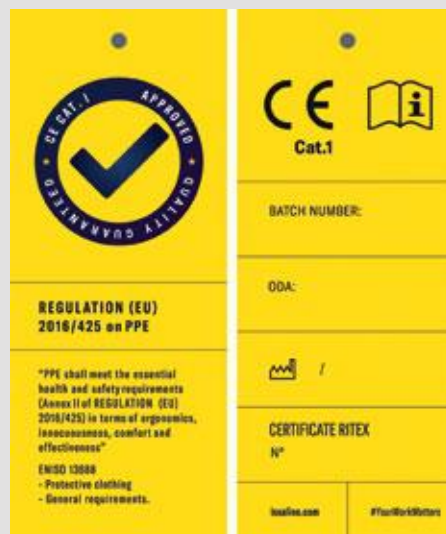 CE CAT. I APPROVED
QUALITY GUARANTEED
REGULATION (EU)
2016/425 on PPE
"PPE shall meet the essential
health and safety requirements
(Annex II of REGULATION (EU)
2016/425) in terms of ergonomics,
innocuousness, comfort and
effectiveness"
ENISO 13688
- Protective clothing
- General requirements.
CE
Cat.1
i
BATCH NUMBER:
ODA:
/
CERTIFICATE RITEX
N°
#YourWorkMatters